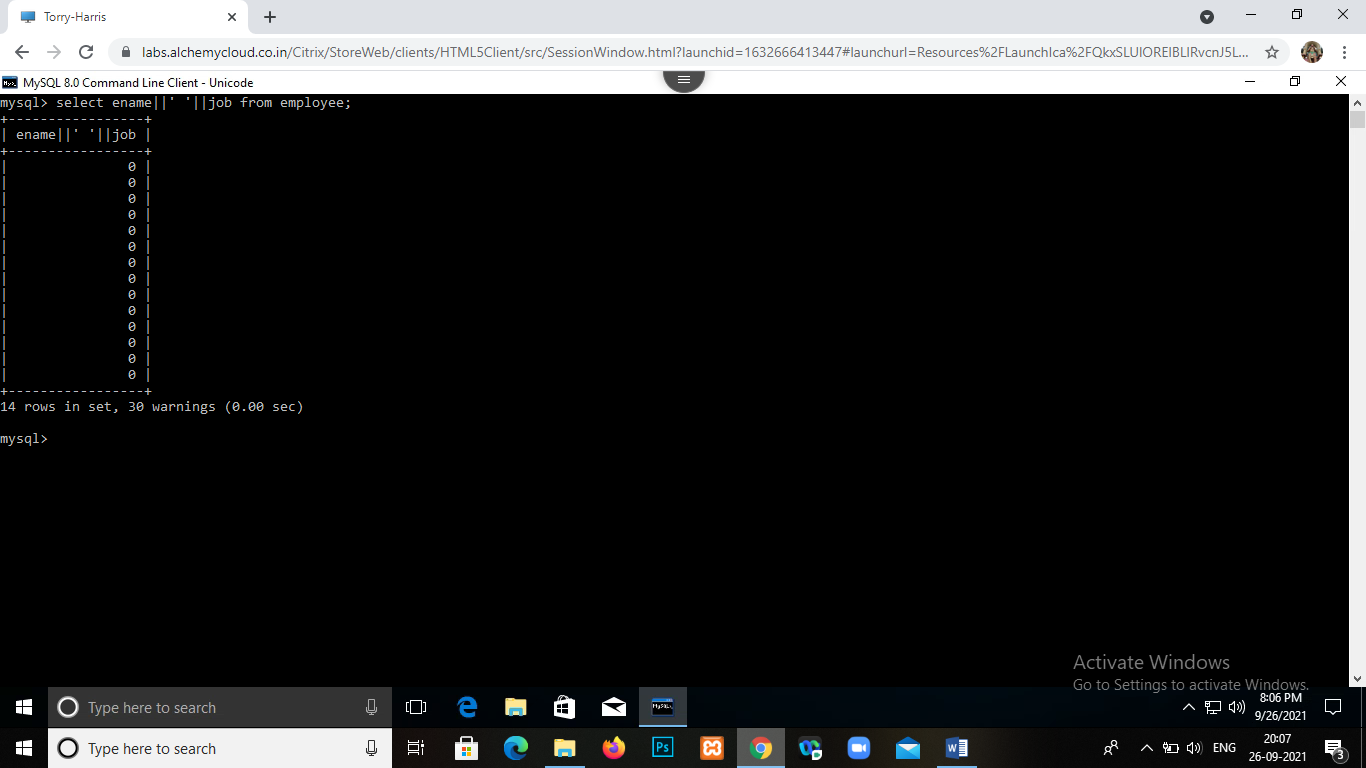 Torry-Harris
labs.alchemycloud.co.in/Citrix/StoreWeb/clients/HTML5Client/src/SessionWindow.html?launchid=1632666413447#launchurl=Resources%2FLaunchIca%2FQkxSLUlORElBLlRvcnJ5L...
MySQL 8.0 Command Line Client - Unicode
mysql> select ename||' '||job from employee;
+-----------------+
| ename||' '||job |
+-----------------+
|               0 |
|               0 |
|               0 |
|               0 |
|               0 |
|               0 |
|               0 |
|               0 |
|               0 |
|               0 |
|               0 |
|               0 |
|               0 |
|               0 |
+-----------------+
14 rows in set, 30 warnings (0.00 sec)
mysql>
Activate Windows
Go to Settings to activate Windows.
Type here to search
MySQL
8:06 PM
9/26/2021
Type here to search
Ps
W
ENG
20:07
26-09-2021
3